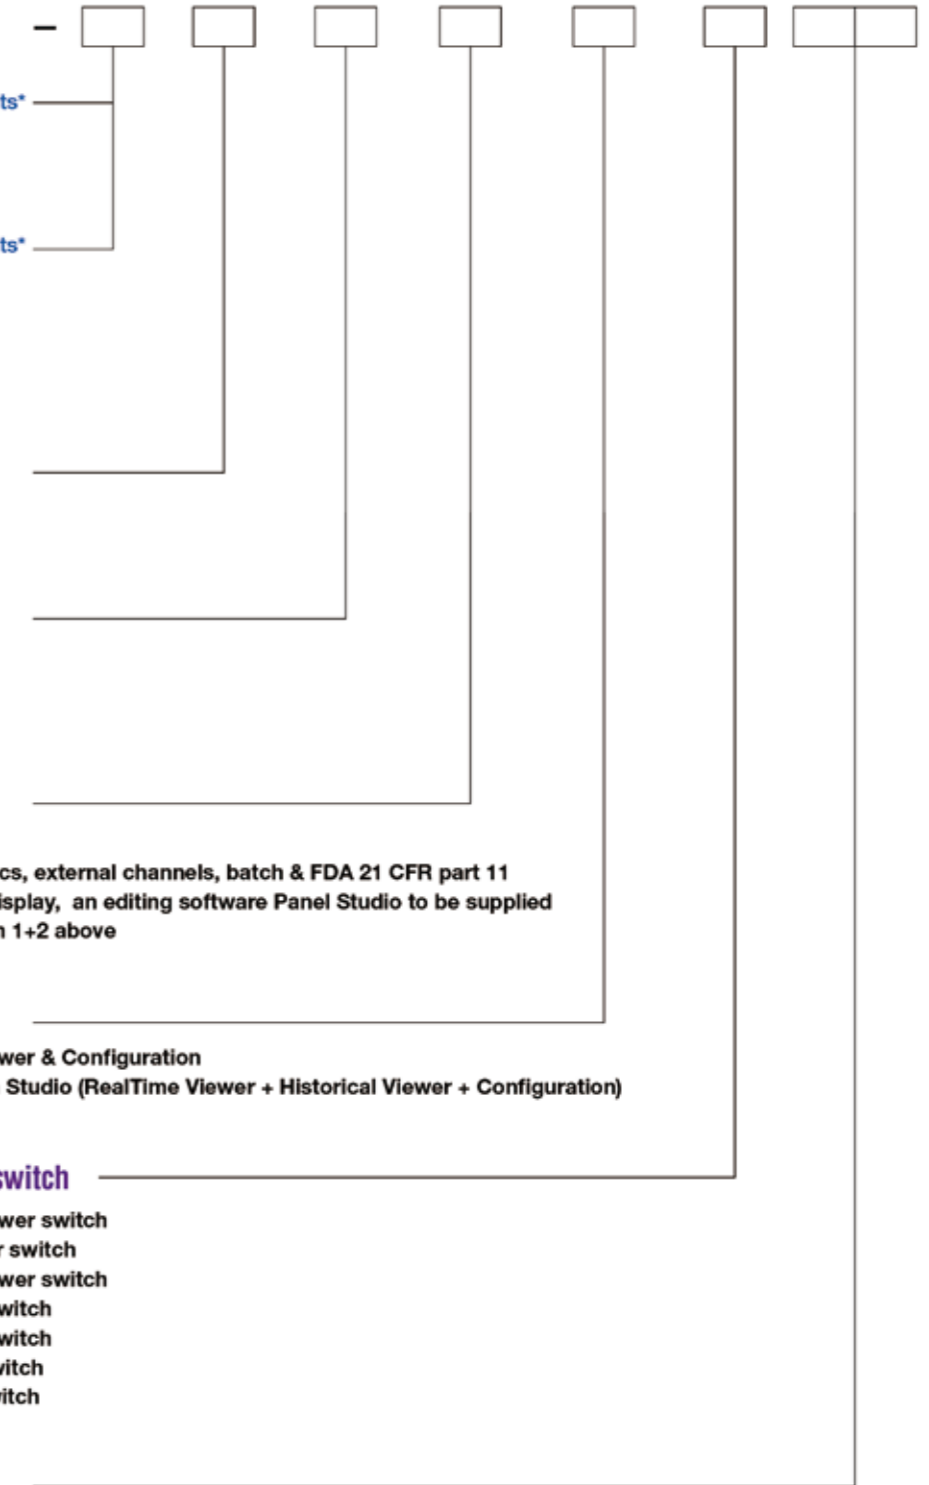 –
ts*
ts*
cs, external channels, batch & FDA 21 CFR part 11
isplay, an editing software Panel Studio to be supplied
n 1+2 above
wer & Configuration
Studio (RealTime Viewer + Historical Viewer + Configuration)
switch
wer switch
r switch
wer switch
witch
witch
vitch
itch